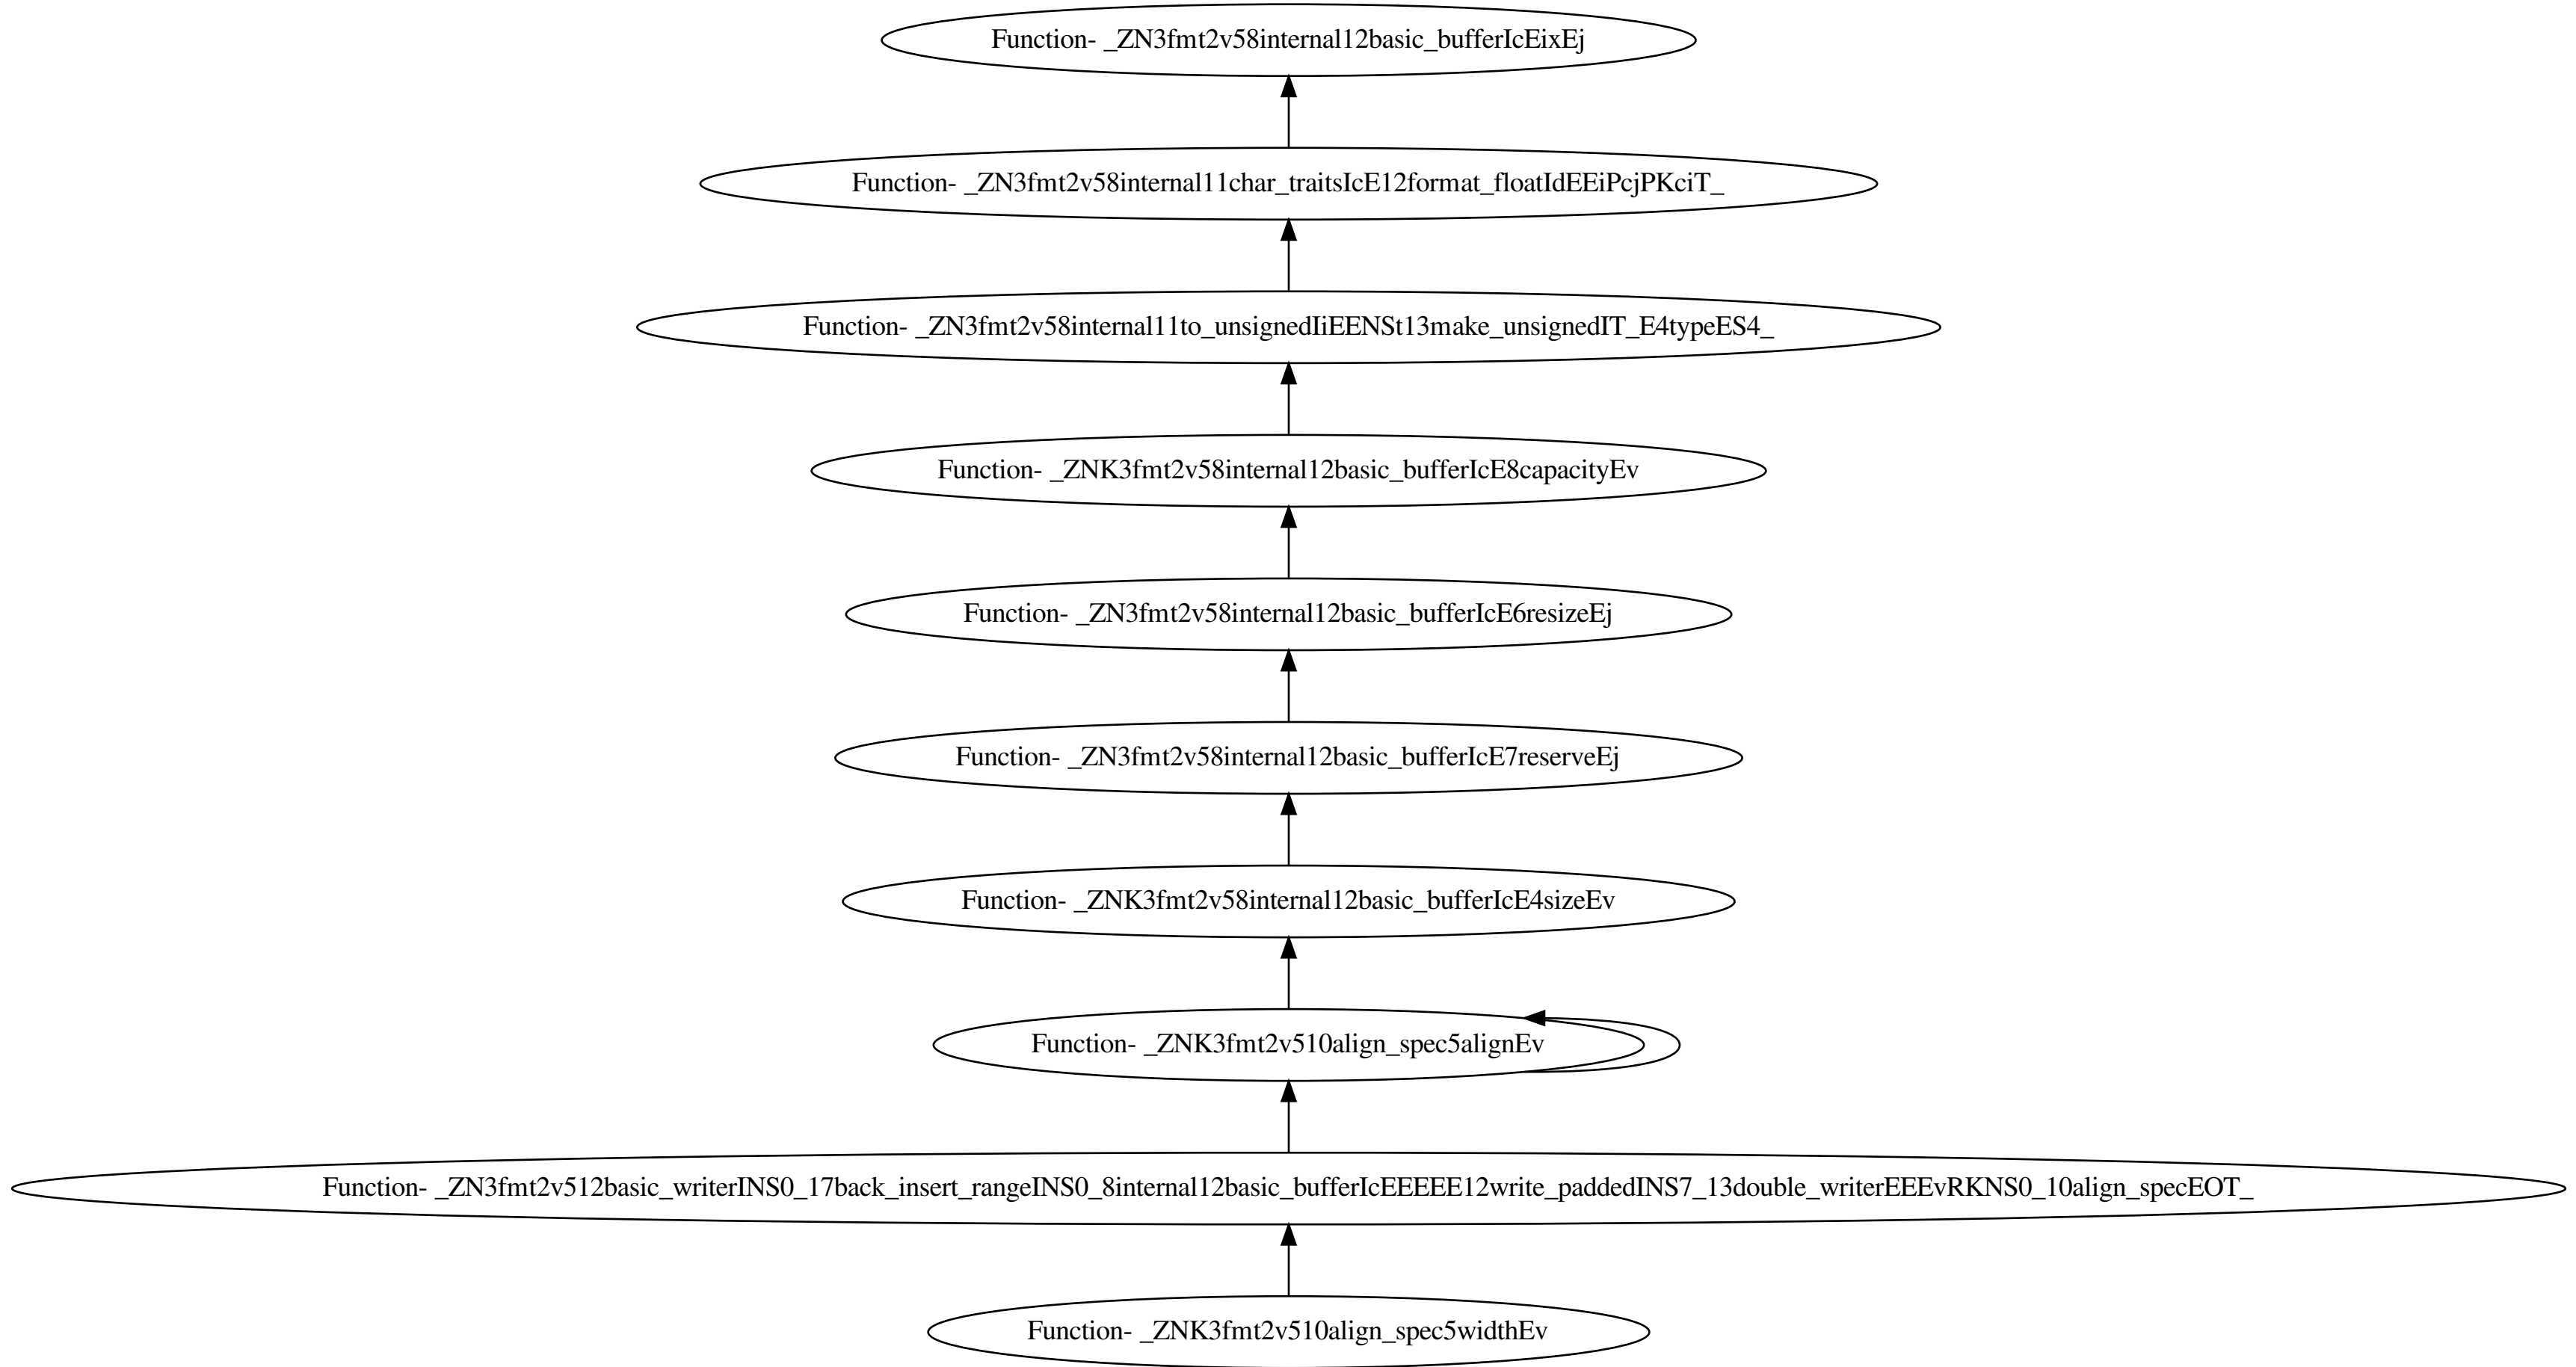 Function- _ZN3fmt2v58internal12basic_bufferIcEixEj
Function- _ZN3fmt2v58internal11char_traitsIcE12format_floatIdEEiPcjPKciT_
Function- _ZN3fmt2v58internal11to_unsignedIiEENSt13make_unsignedIT_E4typeES4_
Function- _ZNK3fmt2v58internal12basic_bufferIcE8capacityEv
Function- _ZN3fmt2v58internal12basic_bufferIcE6resizeEj
Function- _ZN3fmt2v58internal12basic_bufferIcE7reserveEj
Function- _ZNK3fmt2v58internal12basic_bufferIcE4sizeEv
Function- _ZNK3fmt2v510align_spec5alignEv
Function- _ZN3fmt2v512basic_writerINS0_17back_insert_rangeINS0_8internal12basic_bufferIcEEEEE12write_paddedINS7_13double_writerEEEvRKNS0_10align_specEOT_
Function- _ZNK3fmt2v510align_spec5widthEv